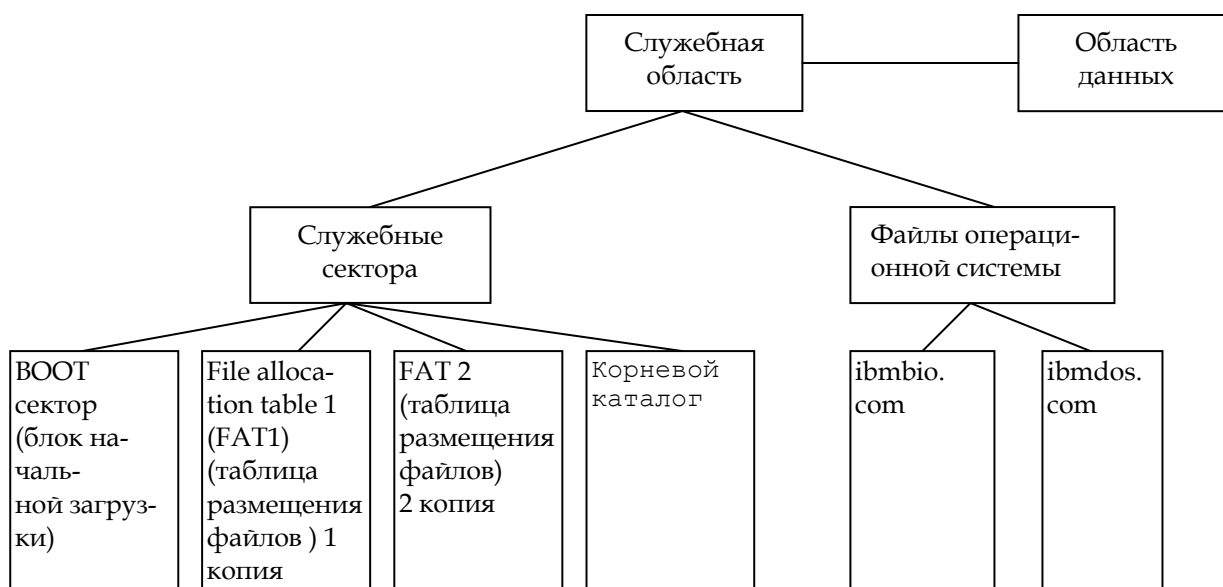 Служебная
область
Область
данных
Служебные
сектора
Файлы операци-
онной системы
BOOT
сектор
(блок на-
чаль-
ной загруз-
ки)
File alloca-
tion table 1
(FAT1)
(таблица
размещения
файлов ) 1
копия
FAT 2
(таблица
размещения
файлов)
2 копия
Корневой
каталог
ibmbio.
com
ibmdos.
com